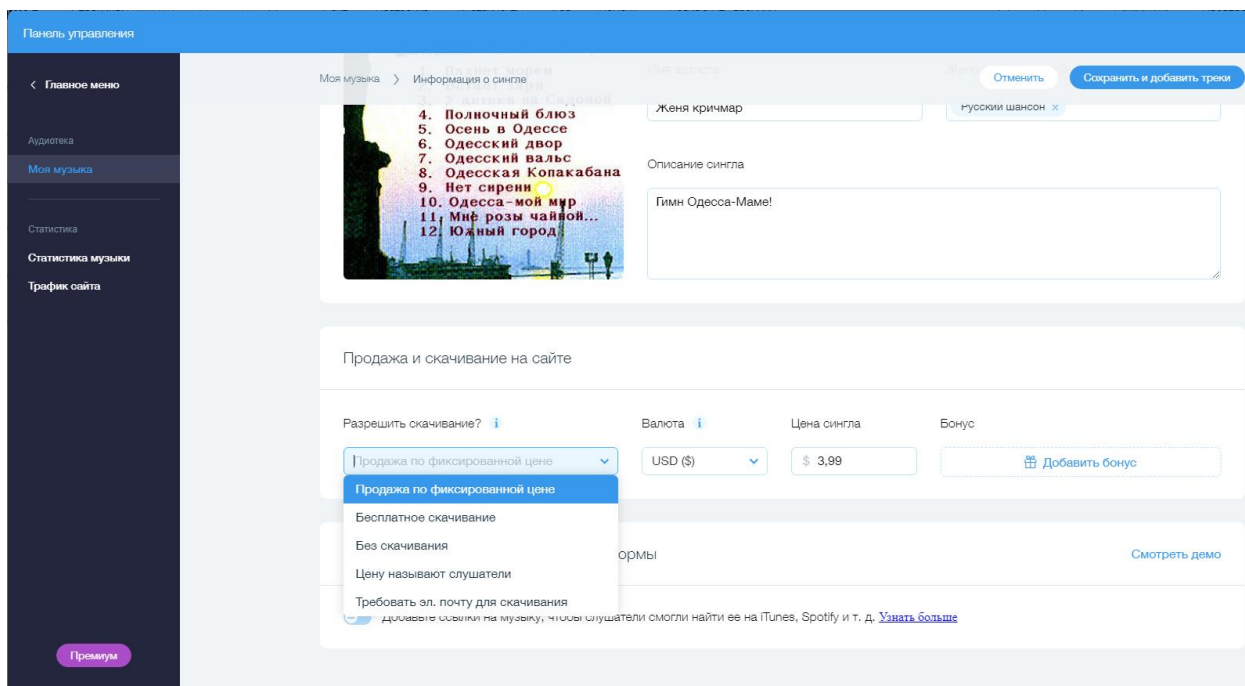 Панель управления
Главное меню
Моя музыка > Информация о сингле
Отменить
Сохранить и добавить треки
Аудиотека
Моя музыка
Статистика
Статистика музыки
Трафик сайта
Премиум
3. У аптеки на Садовой
4. Полночный блюз
5. Осень в Одессе
6. Одесский двор
7. Одесский вальс
8. Одесская Копакабана
9. Нет сирени
10. Одесса-мой мир
11. Мне розы чайной...
12. Южный город
Женя кричмар
Русский шансон ×
Описание сингла
Гимн Одесса-Маме!
Продажа и скачивание на сайте
Разрешить скачивание? i
Валюта i
Цена сингла
Бонус
Продажа по фиксированной цене
USD ($)
$ 3,99
Добавить бонус
Продажа по фиксированной цене
Бесплатное скачивание
Без скачивания
Цену называют слушатели
Требовать эл. почту для скачивания
ормы
Смотреть демо
Добавьте ссылки на музыку, чтобы слушатели смогли найти ее на iTunes, Spotify и т. д. Узнать больше